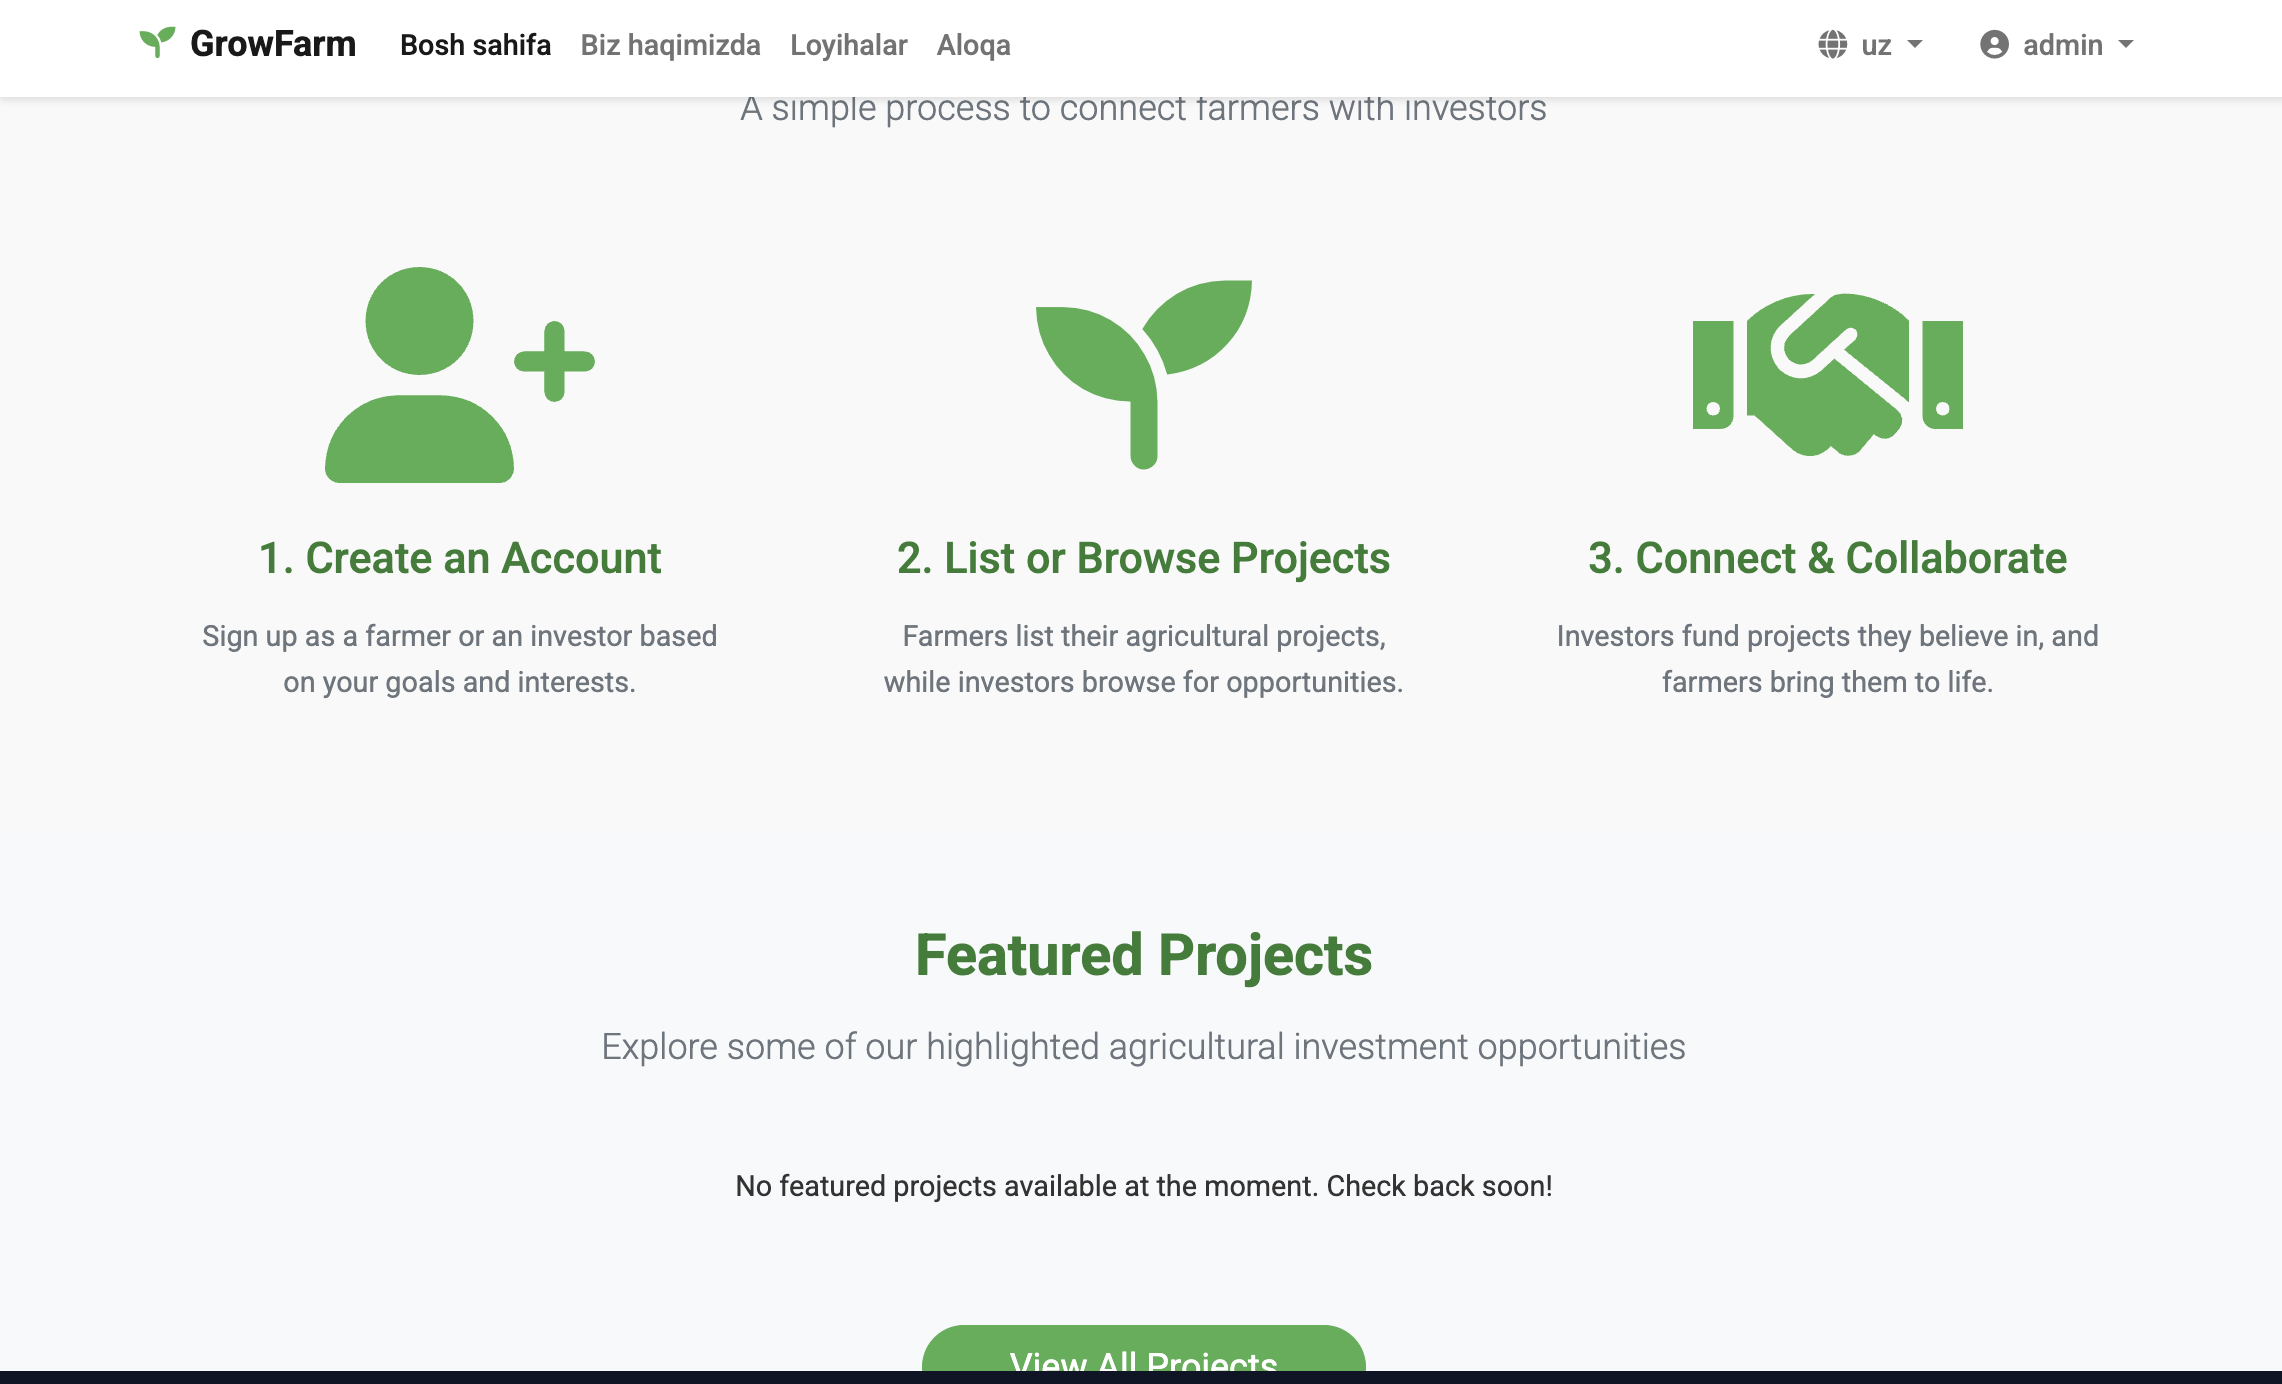 GrowFarm Bosh sahifa Biz haqimizda Loyihalar Aloqa uz admin
A simple process to connect farmers with investors
1. Create an Account
Sign up as a farmer or an investor based
on your goals and interests.
2. List or Browse Projects
Farmers list their agricultural projects,
while investors browse for opportunities.
3. Connect & Collaborate
Investors fund projects they believe in, and
farmers bring them to life.
Featured Projects
Explore some of our highlighted agricultural investment opportunities
No featured projects available at the moment. Check back soon!
View All Projects